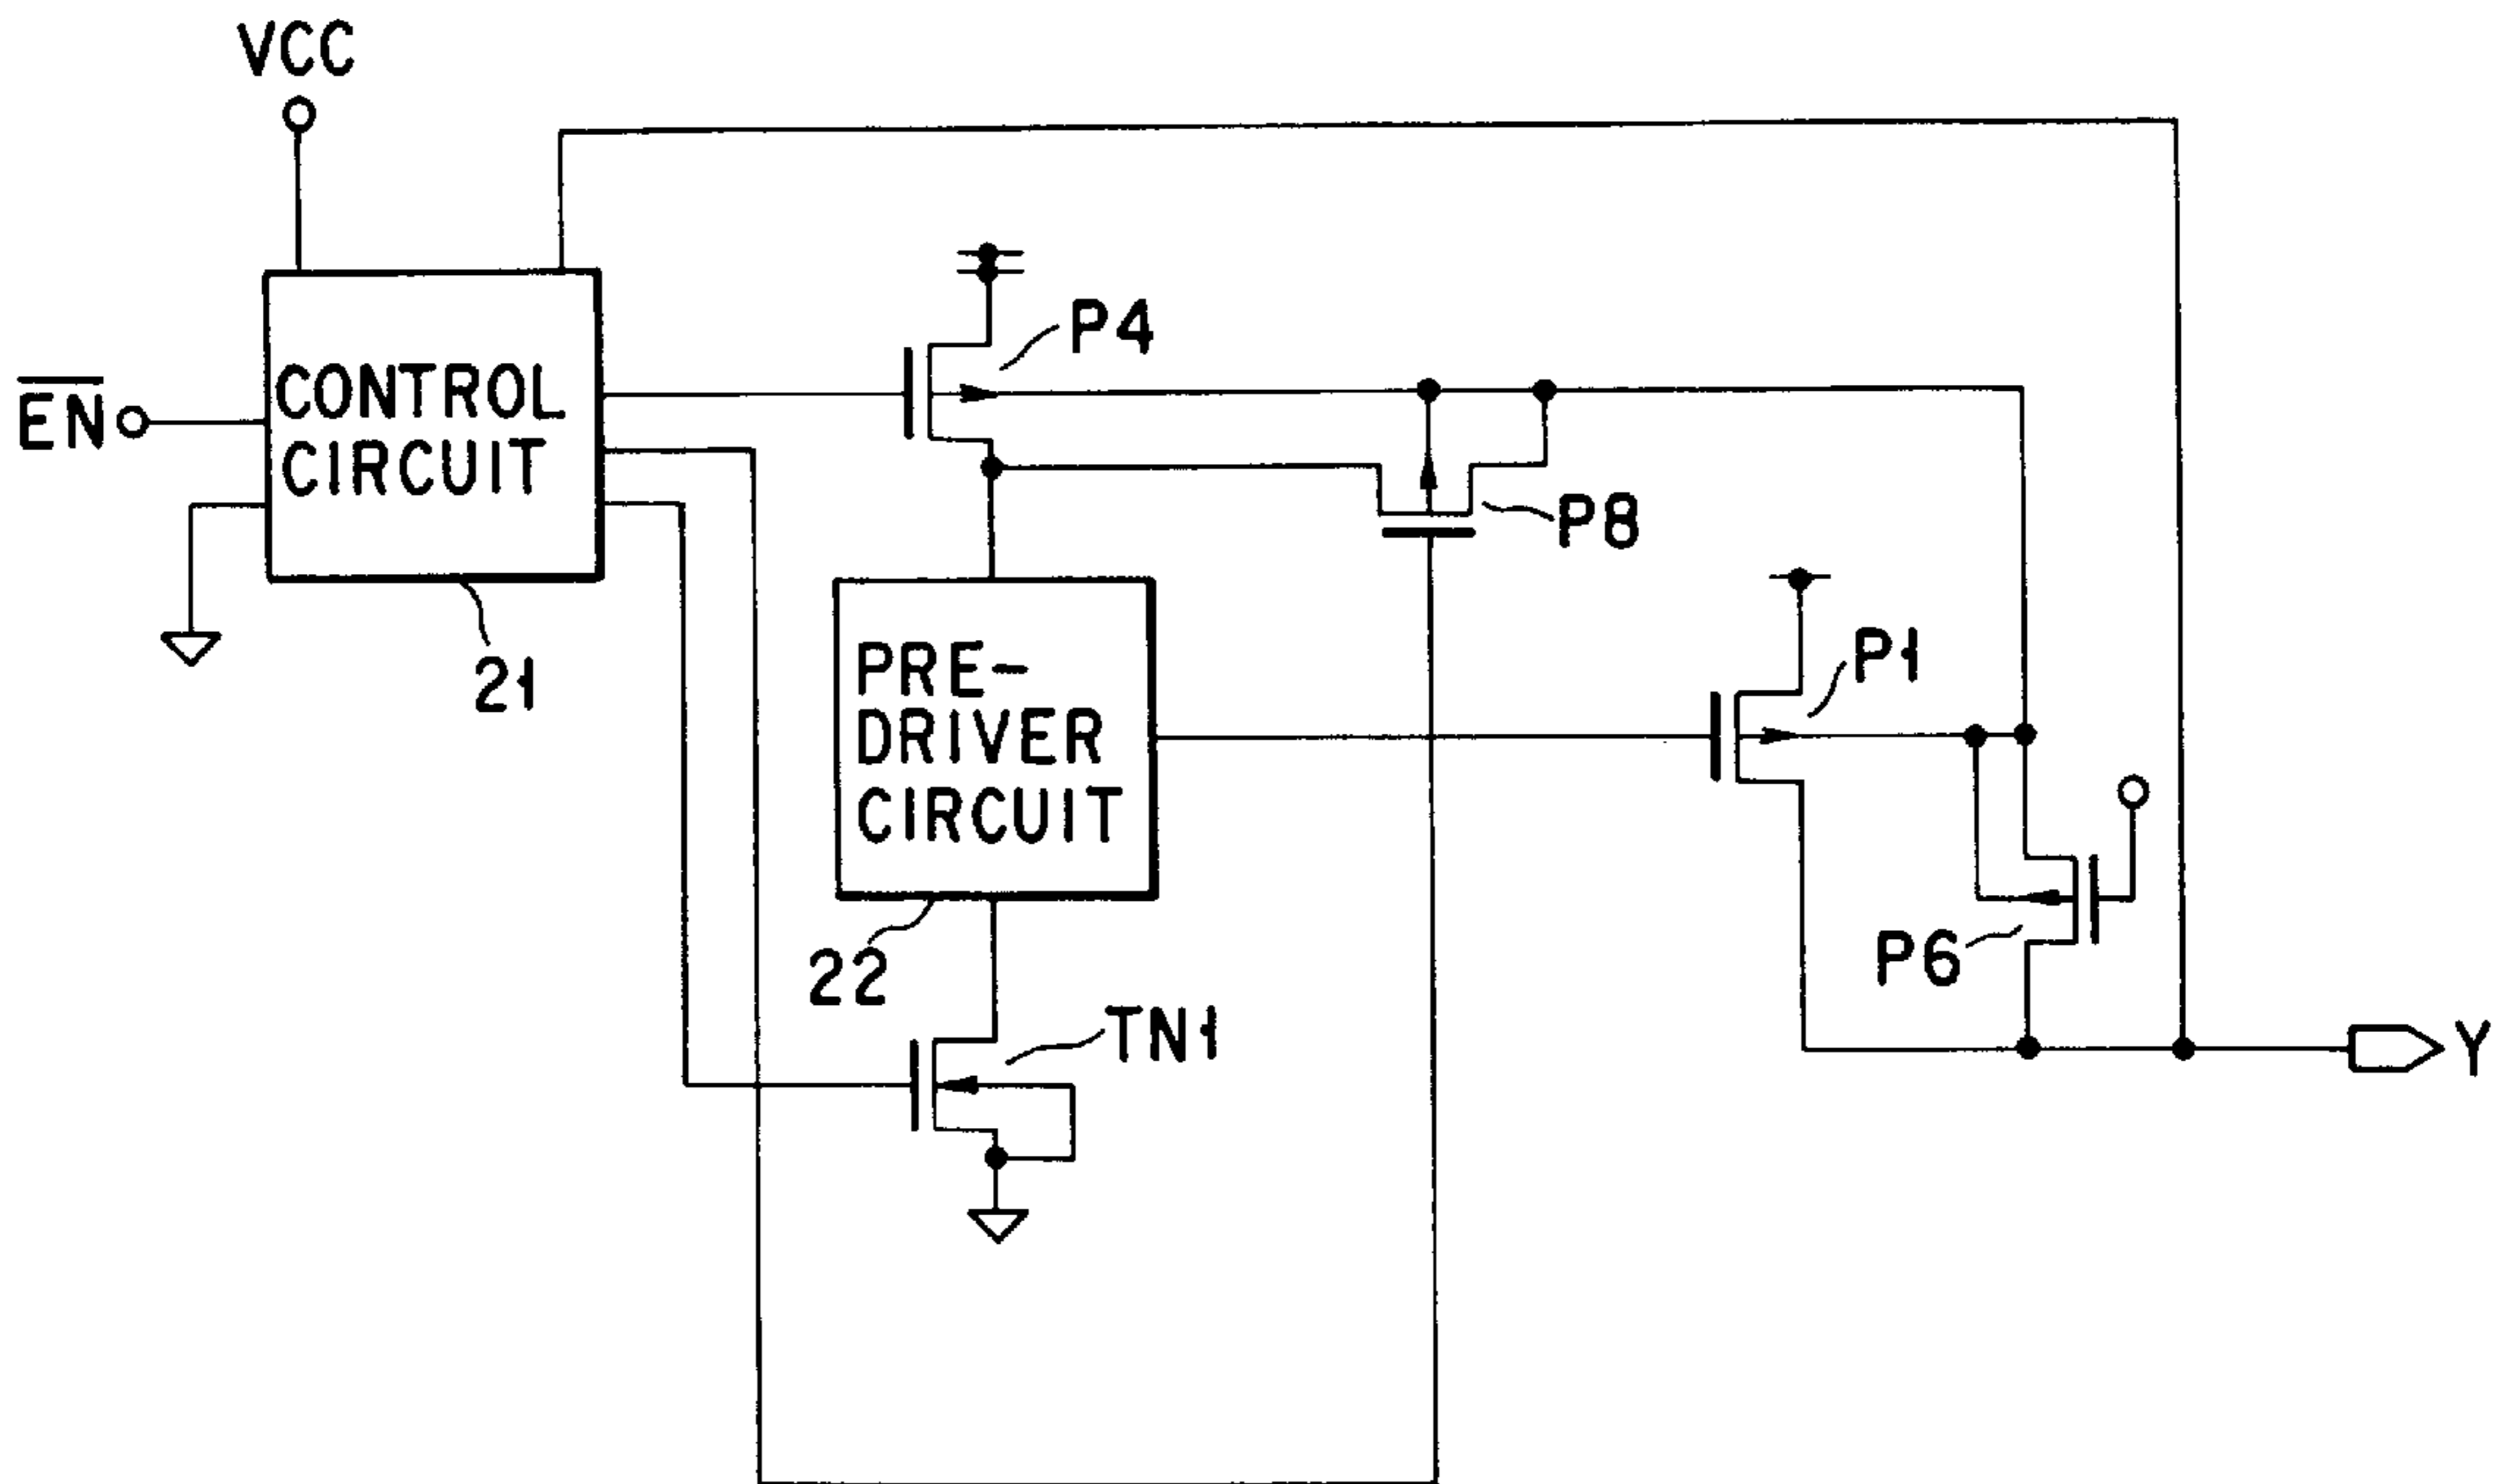 VCC
P4
EN
CONTROL
CIRCUIT
P8
21
P1
PRE-
DRIVER
CIRCUIT
P6
22
TN1
Y